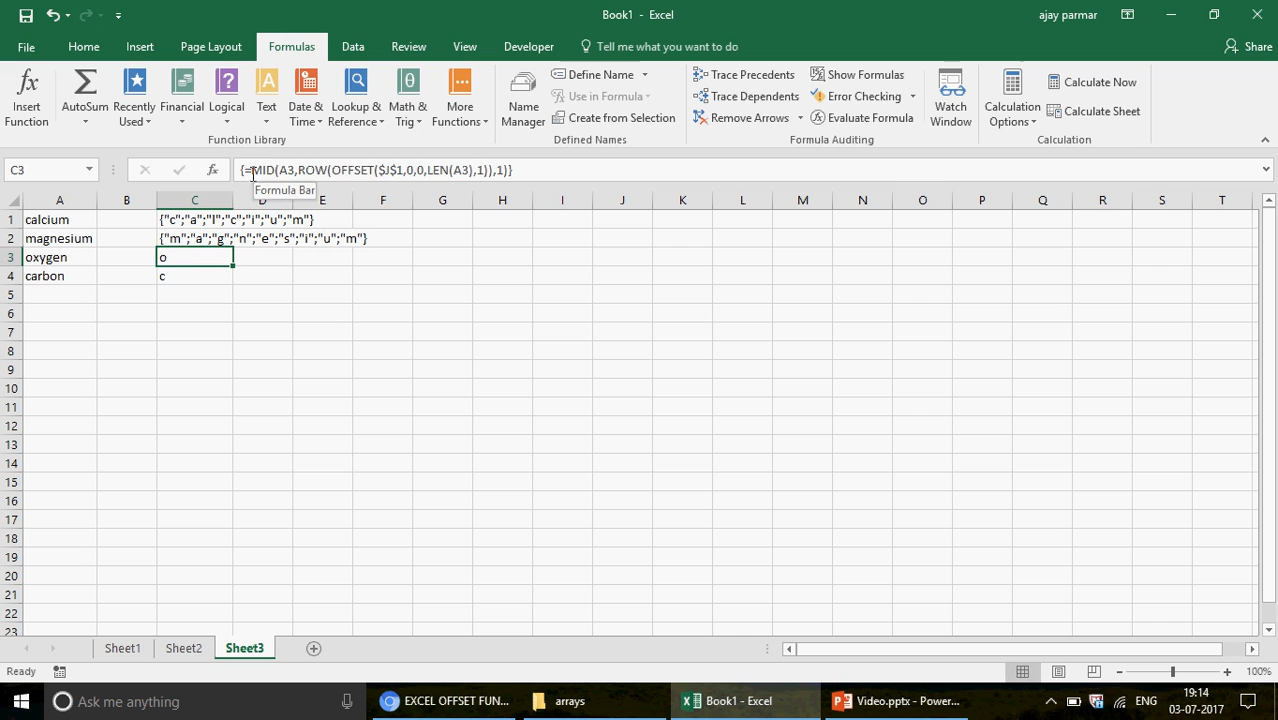 Book1 - Excel
ajay parmar
File Home Insert Page Layout Formulas Data Review View Developer Tell me what you want to do Share
Insert Function
AutoSum
Recently Used
Financial
Logical
Text
Date & Time
Lookup & Reference
Math & Trig
More Functions
Function Library
Name Manager
Define Name
Use in Formula
Create from Selection
Defined Names
Trace Precedents
Trace Dependents
Remove Arrows
Show Formulas
Error Checking
Evaluate Formula
Formula Auditing
Watch Window
Calculation Options
Calculate Now
Calculate Sheet
Calculation
C3 fx {=MID(A3,ROW(OFFSET($J$1,0,0,LEN(A3),1)),1)}
Formula Bar
A B C D E F G H I J K L M N O P Q R S T
1 calcium {"c";"a";"l";"c";"i";"u";"m"}
2 magnesium {"m";"a";"g";"n";"e";"s";"i";"u";"m"}
3 oxygen o
4 carbon c
5
6
7
8
9
10
11
12
13
14
15
16
17
18
19
20
21
22
23
Sheet1 Sheet2 Sheet3
Ready 100%
Ask me anything
EXCEL OFFSET FUN...
arrays
Book1 - Excel
Video.pptx - Power...
ENG
19:14
03-07-2017